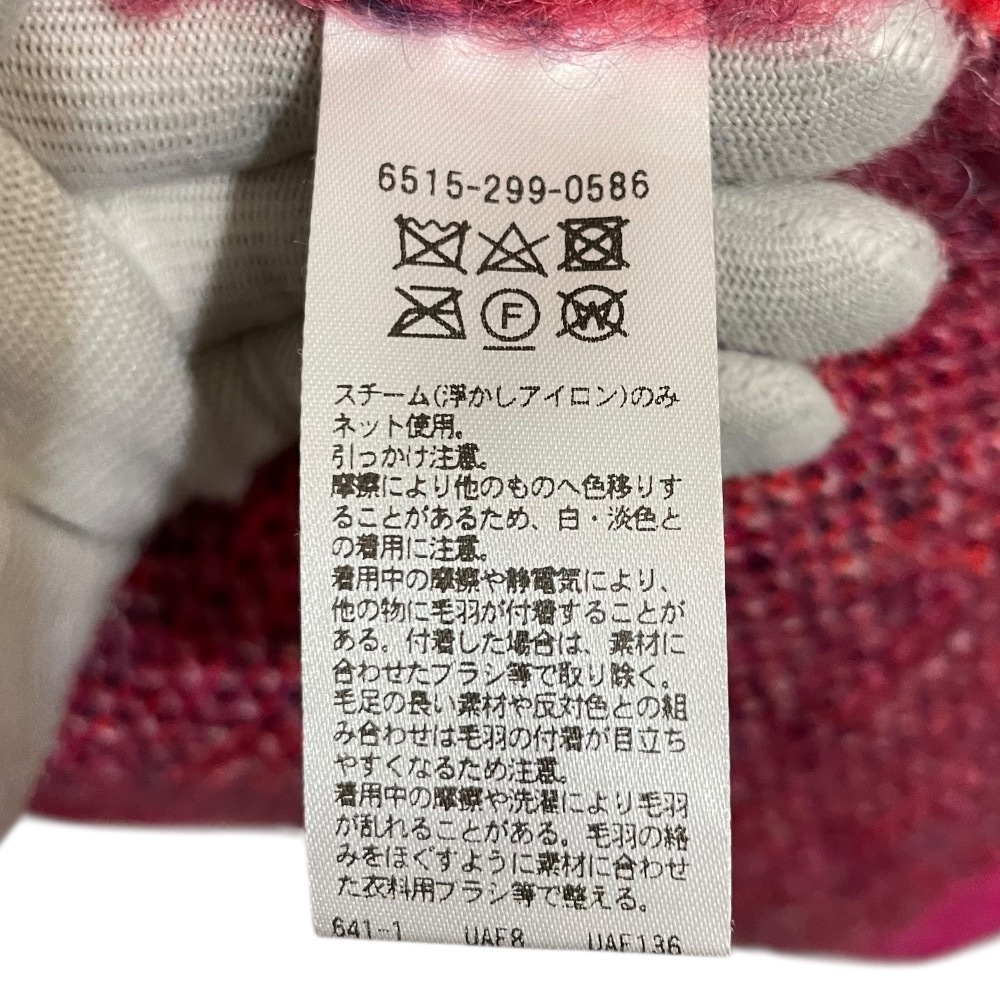 6515-299-0586
F
W
スチーム(浮かしアイロン)のみ
ネット使用。
引っかけ注意。
摩擦により他のものへ色移りす
ることがあるため、白・淡色と
の着用に注意。
着用中の摩擦や静電気により、
他の物に毛羽が付着することが
ある。付着した場合は、素材に
合わせたブラシ等で取り除く。
毛足の長い素材や反対色との組
み合わせは毛羽の付着が目立ち
やすくなるため注意。
着用中の摩擦や洗濯により毛羽
が乱れることがある。毛羽の絡
みをほぐすように素材に合わせ
た衣料用ブラシ等で整える。
641-1 UAF8 UAF136